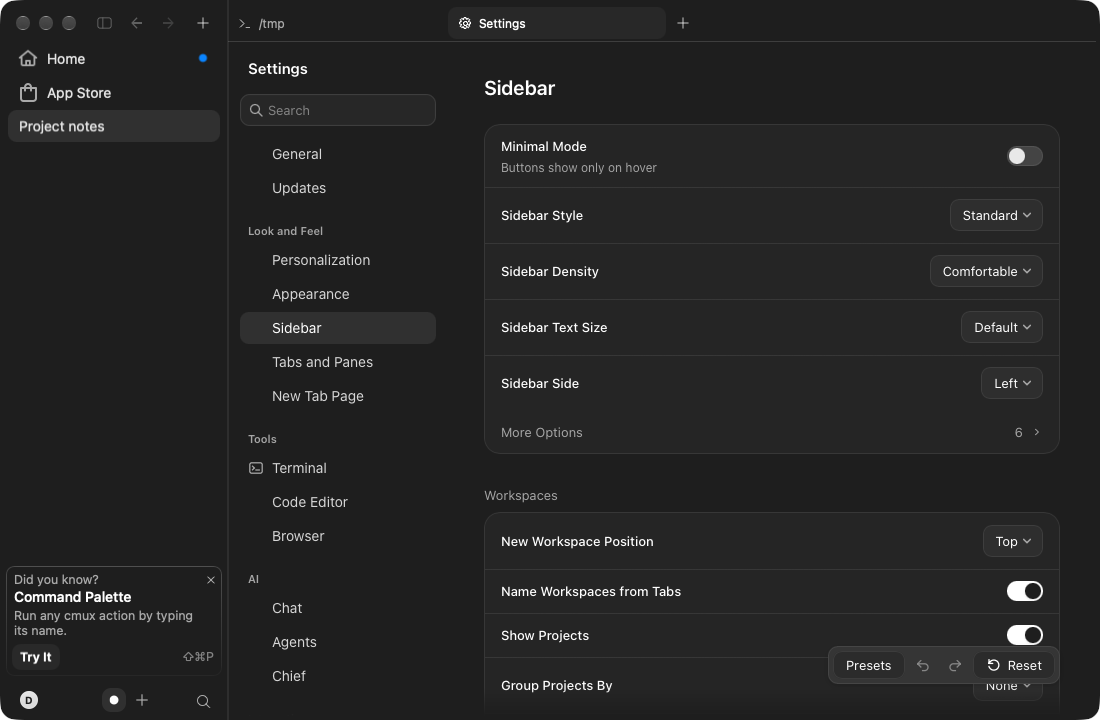 /tmp
Settings
Home
App Store
Project notes
Did you know?
Command Palette
Run any cmux action by typing
its name.
Try It
⇧⌘P
D
Settings
Search
General
Updates
Look and Feel
Personalization
Appearance
Sidebar
Tabs and Panes
New Tab Page
Tools
Terminal
Code Editor
Browser
AI
Chat
Agents
Chief
Sidebar
Minimal Mode
Buttons show only on hover
Sidebar Style
Standard
Sidebar Density
Comfortable
Sidebar Text Size
Default
Sidebar Side
Left
More Options
6
Workspaces
New Workspace Position
Top
Name Workspaces from Tabs
Show Projects
Group Projects By
None
Presets
Reset